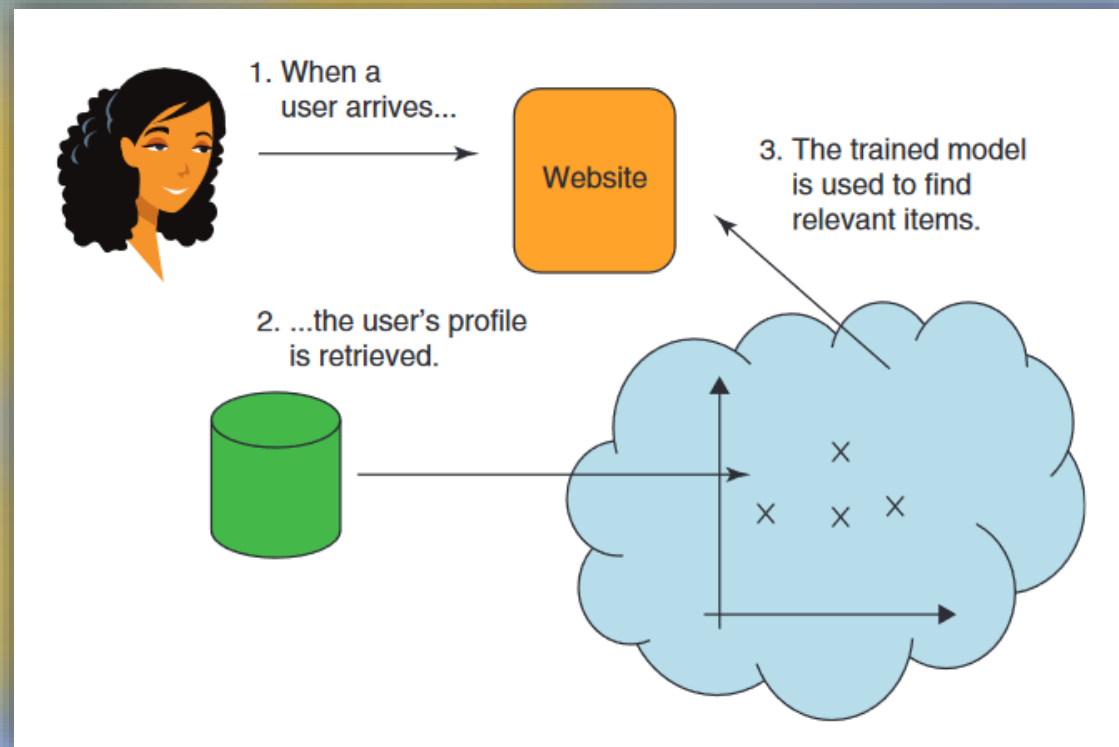 1. When a
user arrives...
Website
3. The trained model
is used to find
relevant items.
2. ...the user's profile
is retrieved.